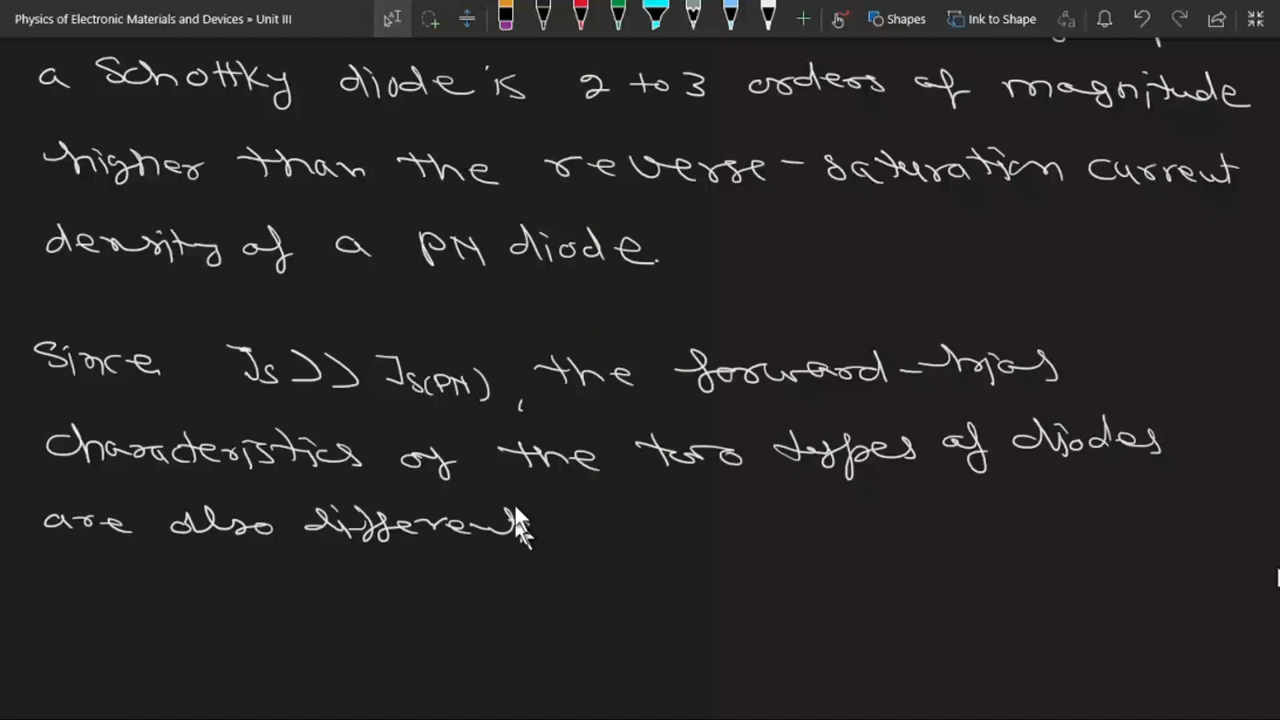 Physics of Electronic Materials and Devices » Unit III
Shapes
Ink to Shape
a Schottky diode is 2 to 3 orders of magnitude
higher than the reverse-saturation current
density of a PN diode.
Since Js >> Js(PN), the forward-bias
characteristics of the two types of diodes
are also different